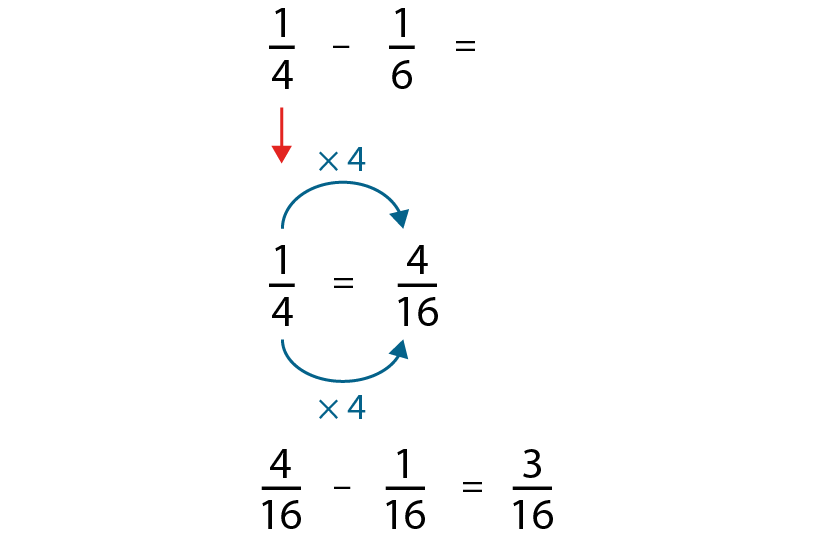 1/4 - 1/6 =
× 4
1/4 = 4/16
× 4
4/16 - 1/16 = 3/16